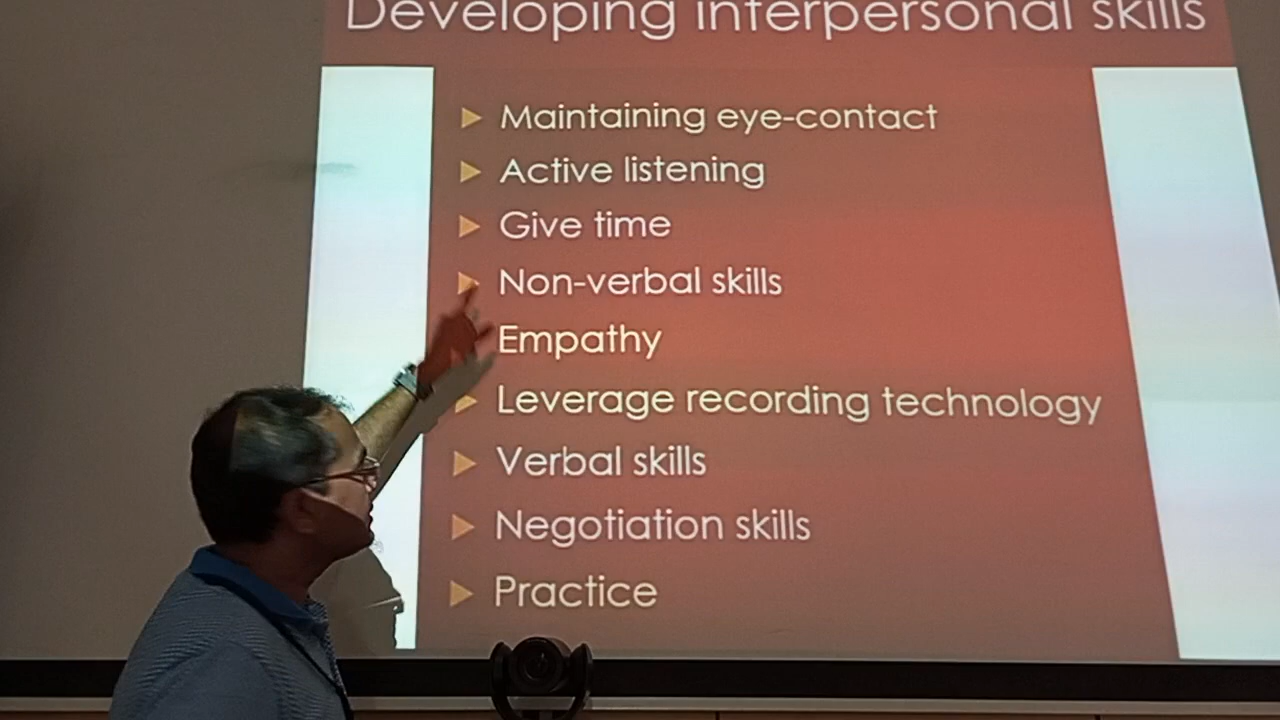 Developing interpersonal skills
Maintaining eye-contact
Active listening
Give time
Non-verbal skills
Empathy
Leverage recording technology
Verbal skills
Negotiation skills
Practice